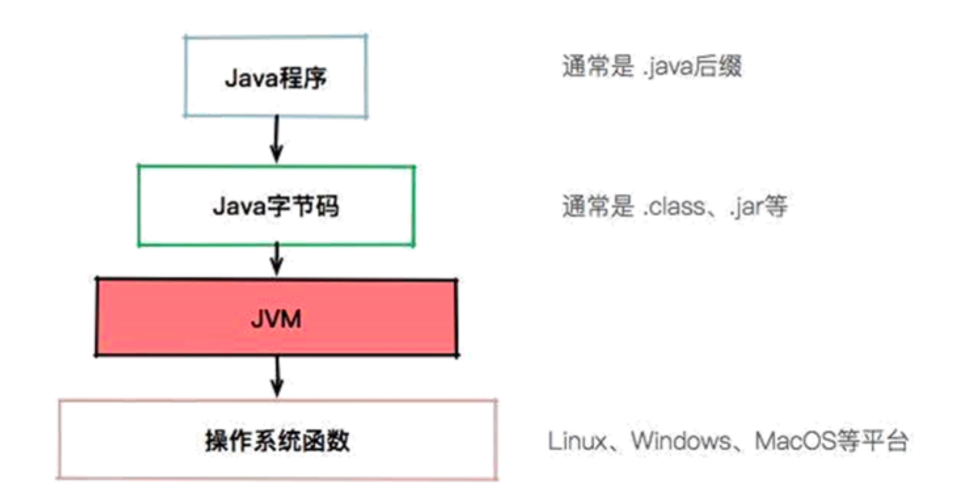 Java程序
通常是 .java后缀
Java字节码
通常是 .class、.jar等
JVM
操作系统函数
Linux、Windows、MacOS等平台